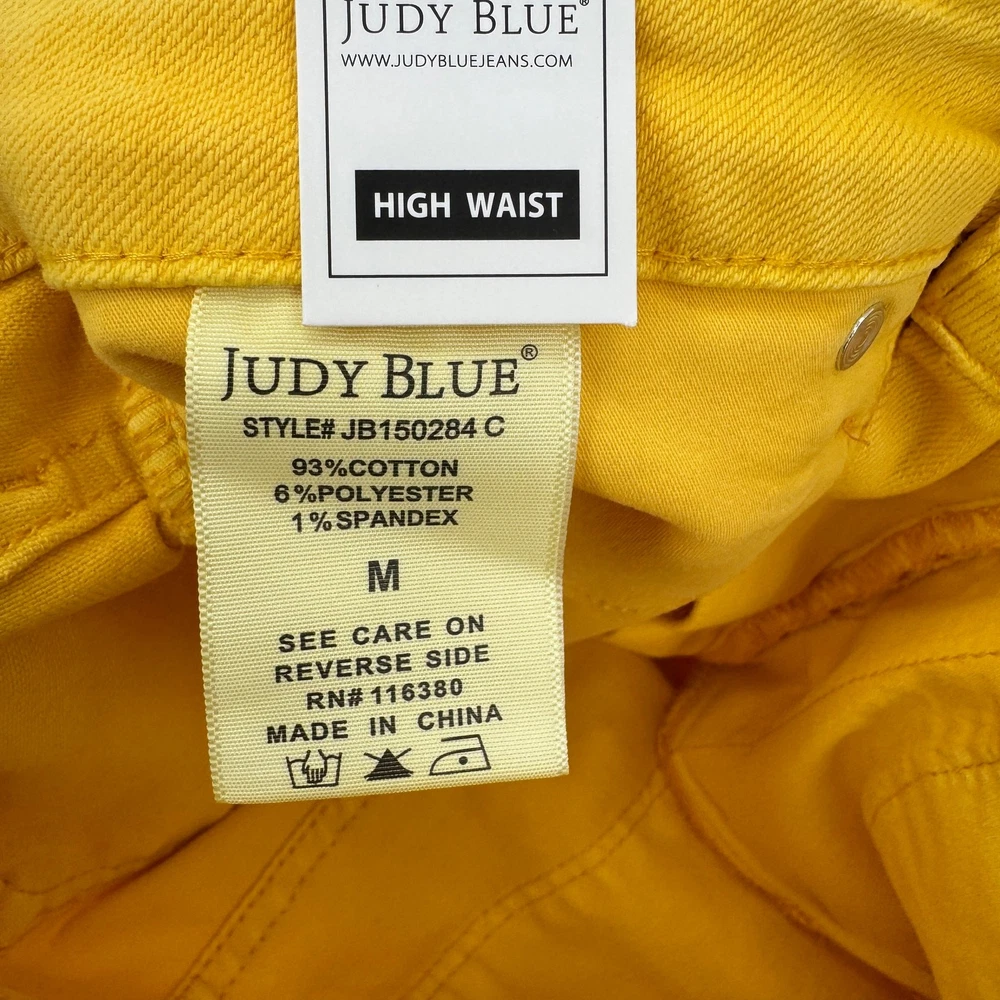 JUDY BLUE®
WWW.JUDYBLUEJEANS.COM
HIGH WAIST
JUDY BLUE®
STYLE# JB150284 C
93%COTTON
6%POLYESTER
1%SPANDEX
M
SEE CARE ON
REVERSE SIDE
RN# 116380
MADE IN CHINA